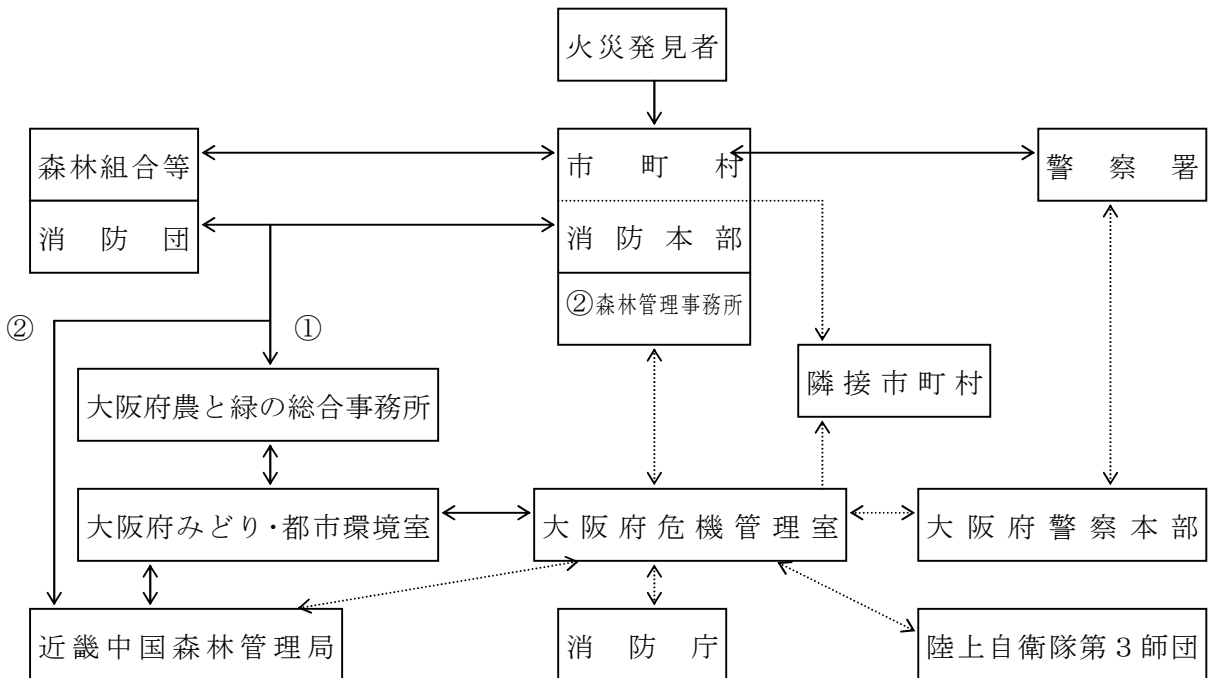 火災発見者
森林組合等
市町村
警察署
消防団
消防本部
②森林管理事務所
②
①
隣接市町村
大阪府農と緑の総合事務所
大阪府みどり・都市環境室
大阪府危機管理室
大阪府警察本部
近畿中国森林管理局
消防庁
陸上自衛隊第３師団